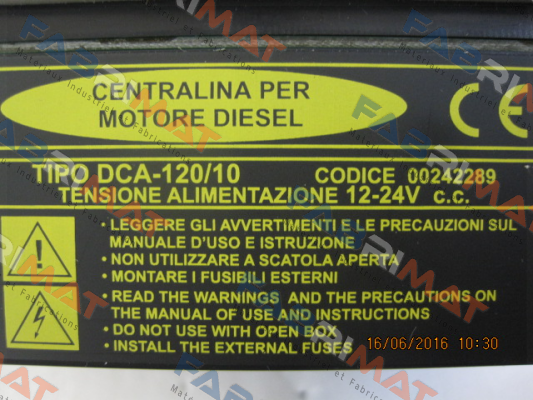 CENTRALINA PER
MOTORE DIESEL
CE
TIPO DCA-120/10 CODICE 00242289
TENSIONE ALIMENTAZIONE 12-24V c.c.
• LEGGERE GLI AVVERTIMENTI E LE PRECAUZIONI SUL
MANUALE D'USO E ISTRUZIONE
• NON UTILIZZARE A SCATOLA APERTA
• MONTARE I FUSIBILI ESTERNI
• READ THE WARNINGS AND THE PRECAUTIONS ON
THE MANUAL OF USE AND INSTRUCTIONS
• DO NOT USE WITH OPEN BOX
• INSTALL THE EXTERNAL FUSES
16/06/2016 10:30
FABRIMAT